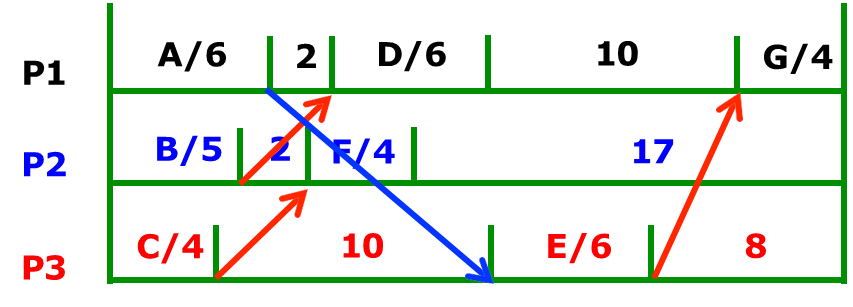 P1 A/6 2 D/6 10 G/4
P2 B/5 2 F/4 17
P3 C/4 10 E/6 8